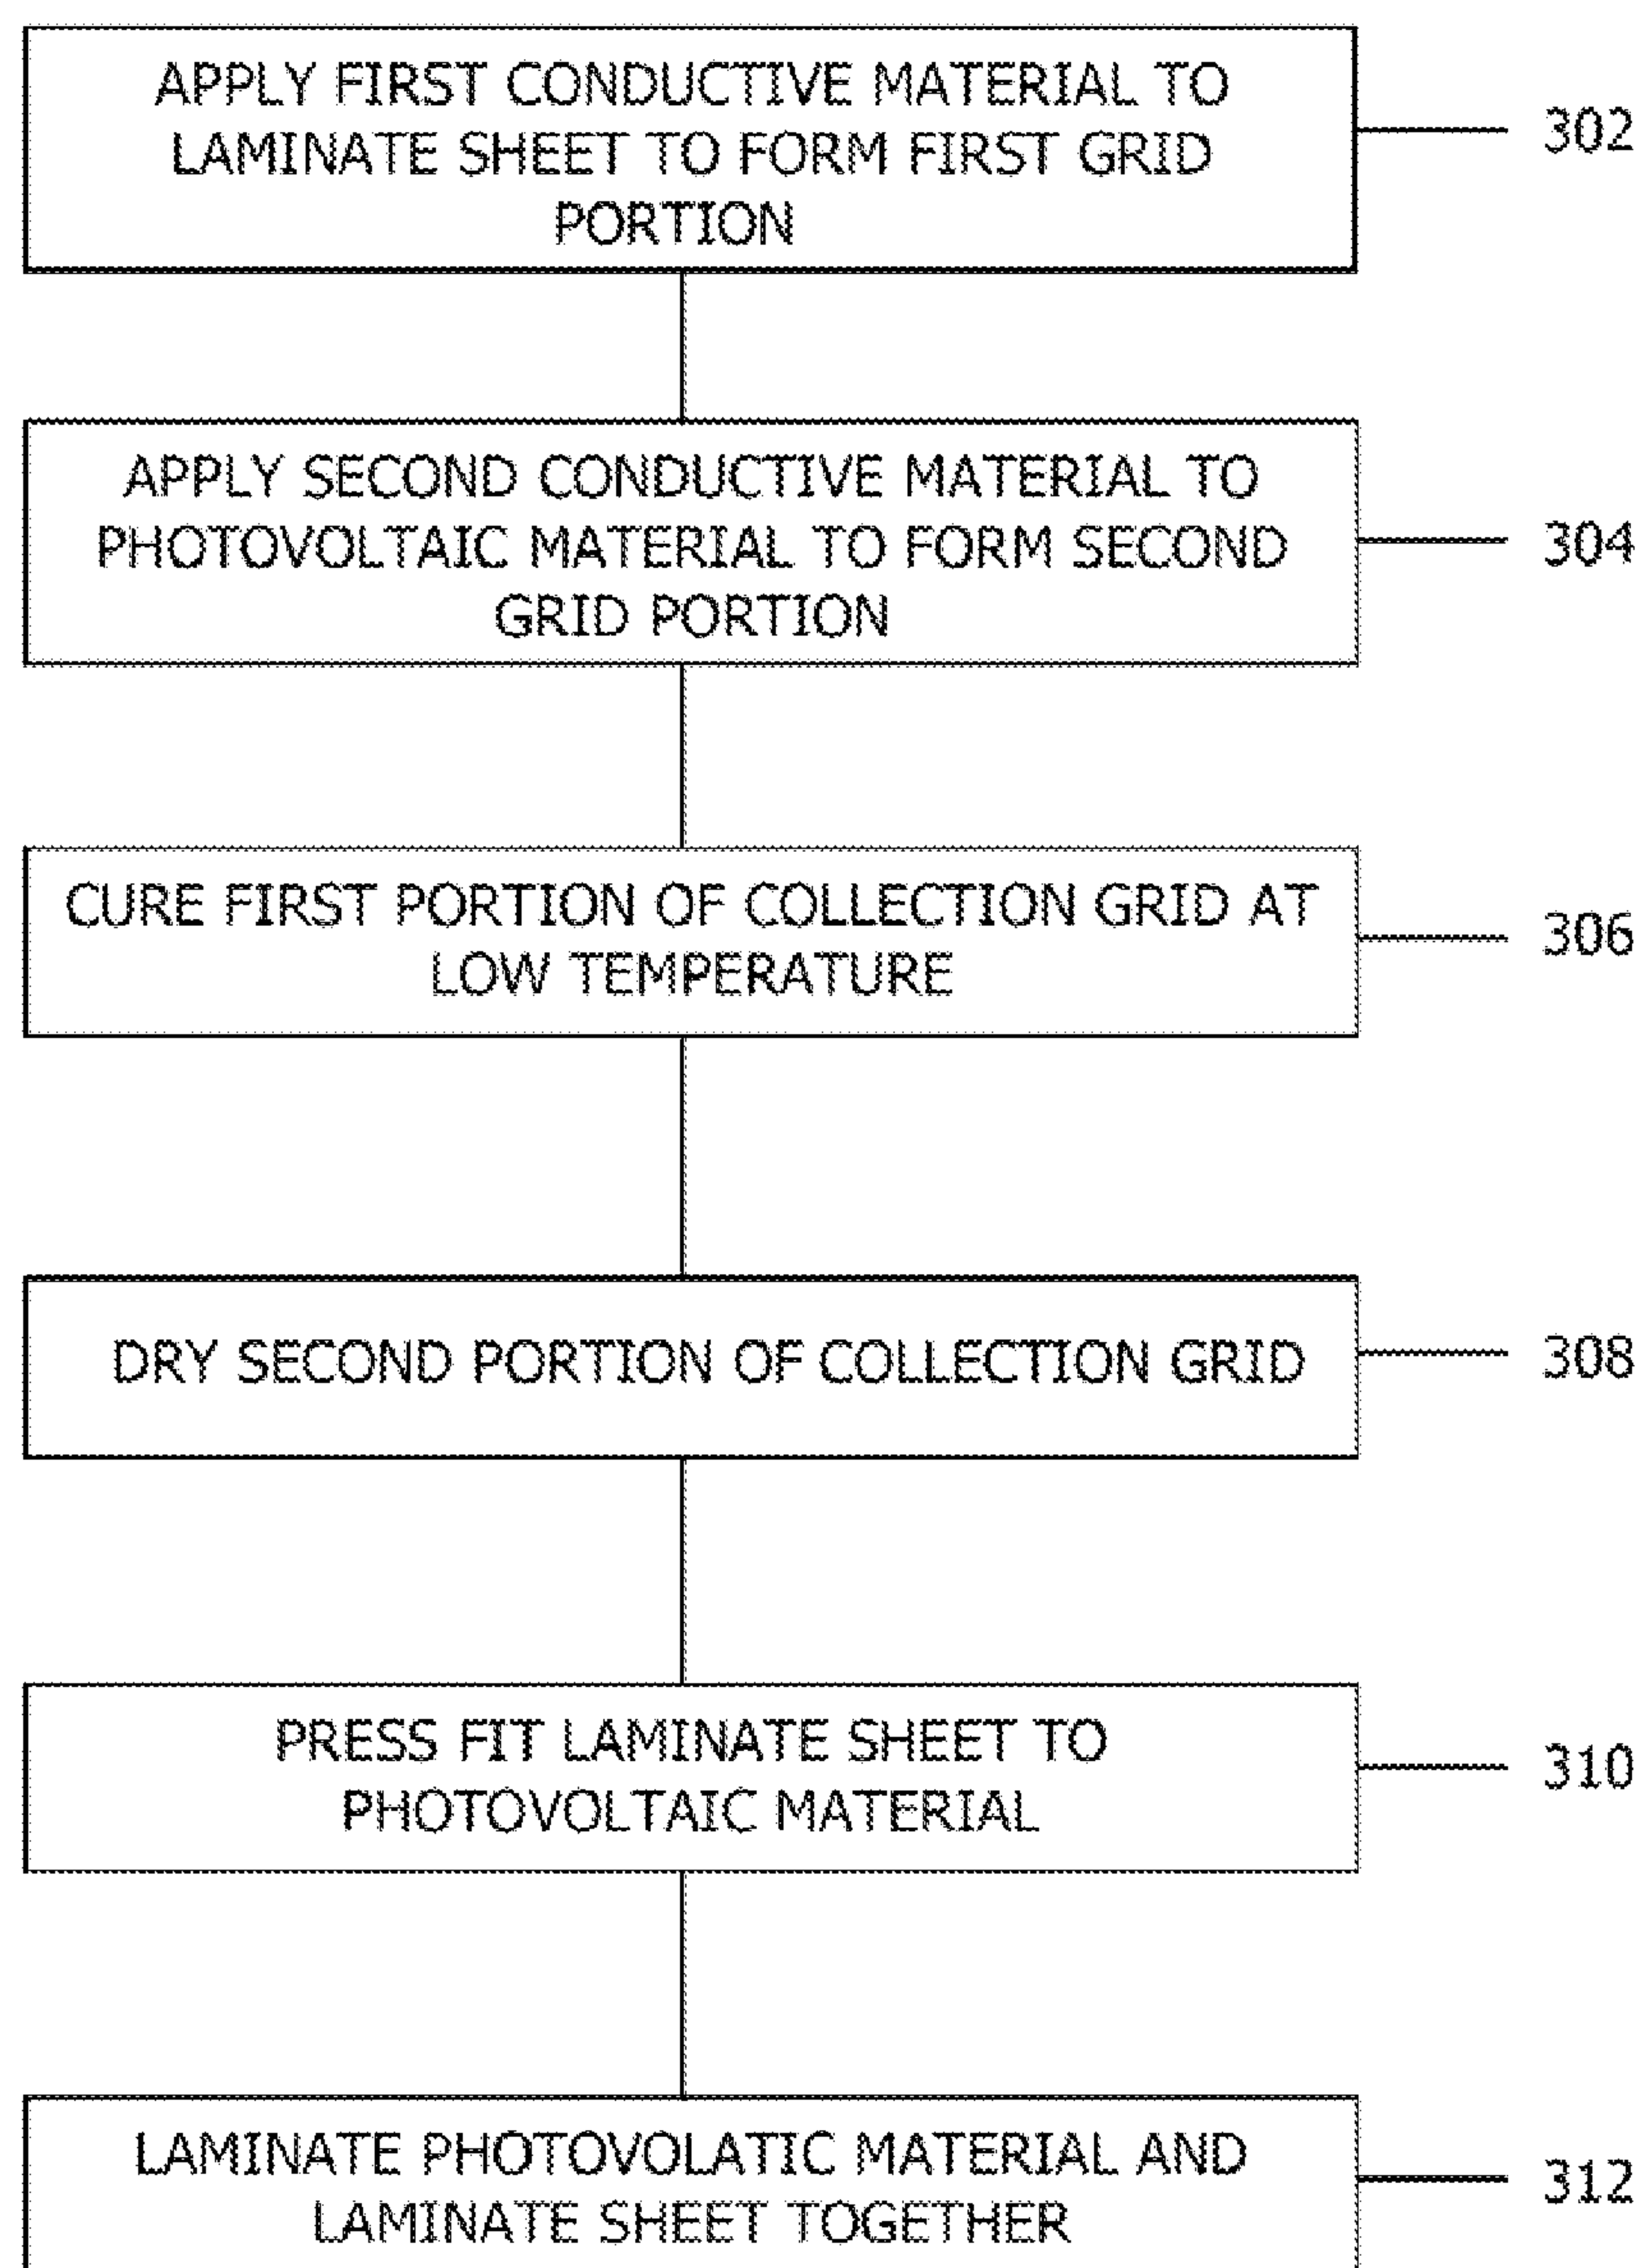 APPLY FIRST CONDUCTIVE MATERIAL TO
LAMINATE SHEET TO FORM FIRST GRID
PORTION
302
APPLY SECOND CONDUCTIVE MATERIAL TO
PHOTOVOLTAIC MATERIAL TO FORM SECOND
GRID PORTION
304
CURE FIRST PORTION OF COLLECTION GRID AT
LOW TEMPERATURE
306
DRY SECOND PORTION OF COLLECTION GRID
308
PRESS FIT LAMINATE SHEET TO
PHOTOVOLTAIC MATERIAL
310
LAMINATE PHOTOVOLATIC MATERIAL AND
LAMINATE SHEET TOGETHER
312